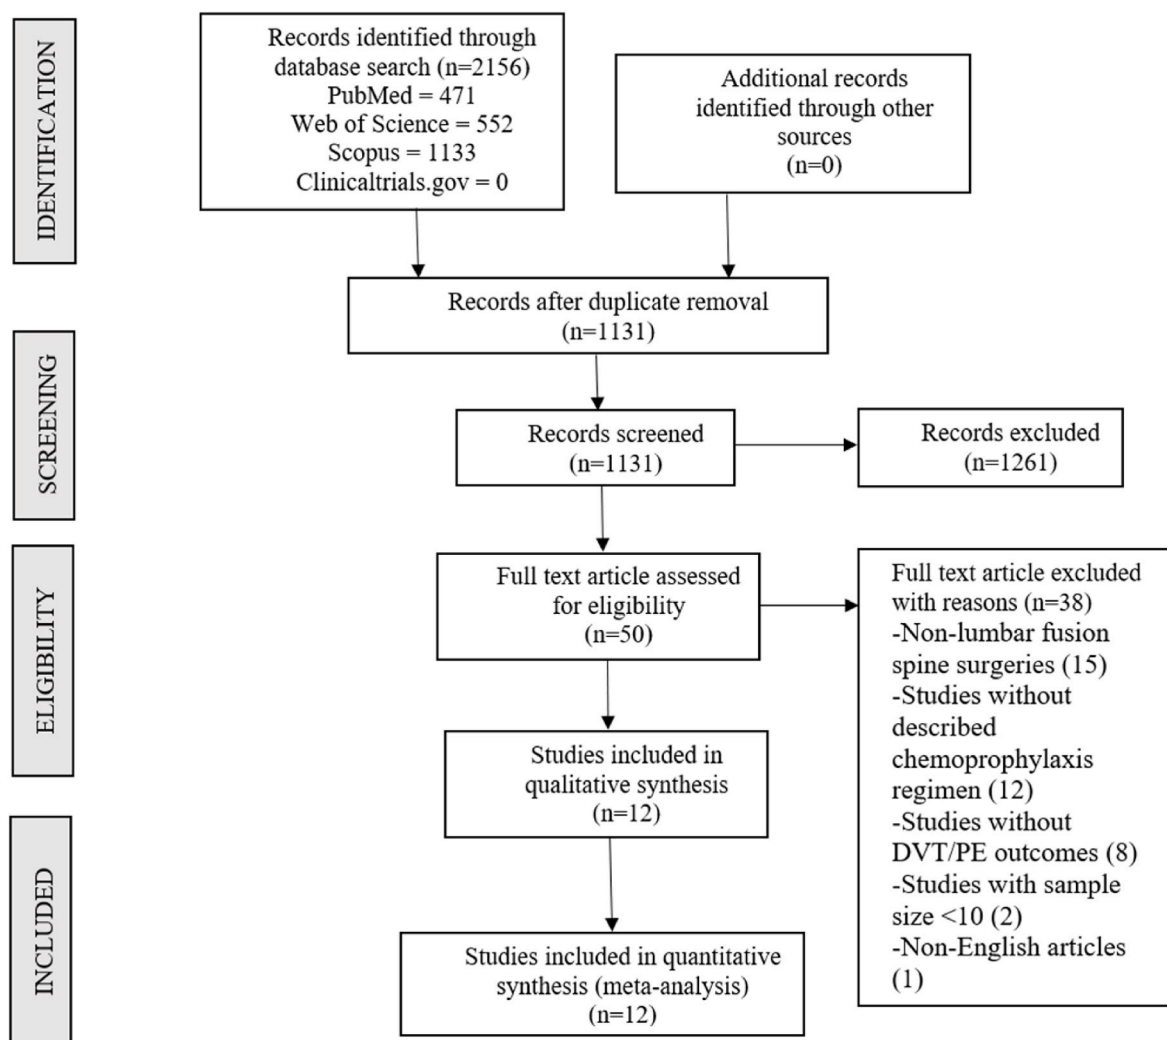 IDENTIFICATION
Records identified through
database search (n=2156)
PubMed = 471
Web of Science = 552
Scopus = 1133
Clinicaltrials.gov = 0
Additional records
identified through other
sources
(n=0)
Records after duplicate removal
(n=1131)
SCREENING
Records screened
(n=1131)
Records excluded
(n=1261)
ELIGIBILITY
Full text article assessed
for eligibility
(n=50)
Full text article excluded
with reasons (n=38)
-Non-lumbar fusion
spine surgeries (15)
-Studies without
described
chemoprophylaxis
regimen (12)
-Studies without
DVT/PE outcomes (8)
-Studies with sample
size <10 (2)
-Non-English articles
(1)
Studies included in
qualitative synthesis
(n=12)
INCLUDED
Studies included in quantitative
synthesis (meta-analysis)
(n=12)